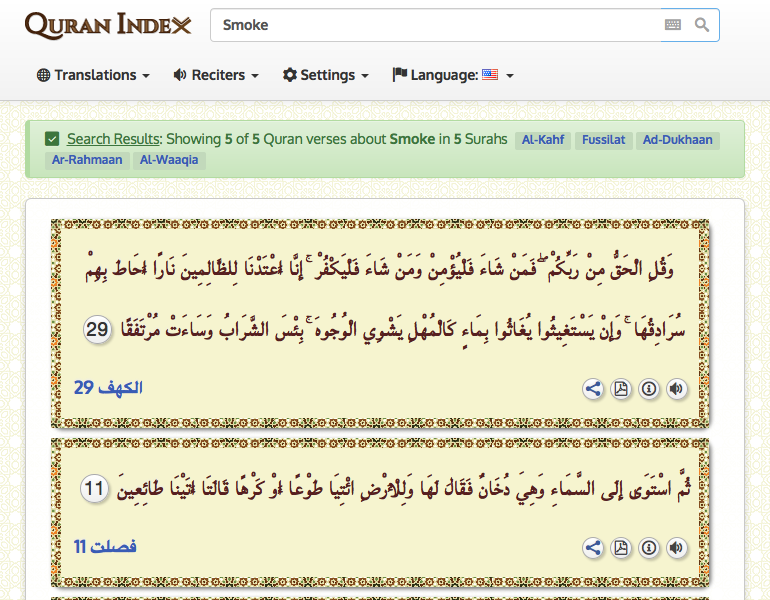 QURAN INDEX
Smoke
Translations
Reciters
Settings
Language:
Search Results: Showing 5 of 5 Quran verses about Smoke in 5 Surahs Al-Kahf Fussilat Ad-Dukhaan
Ar-Rahmaan Al-Waaqia
وَقُلِ الْحَقُّ مِنْ رَبِّكُمْ ۖ فَمَنْ شَاءَ فَلْيُؤْمِنْ وَمَنْ شَاءَ فَلْيَكْفُرْ ۚ إِنَّا أَعْتَدْنَا لِلظَّالِمِينَ نَارًا أَحَاطَ بِهِمْ
سُرَادِقُهَا ۚ وَإِنْ يَسْتَغِيثُوا يُغَاثُوا بِمَاءٍ كَالْمُهْلِ يَشْوِي الْوُجُوهَ ۚ بِئْسَ الشَّرَابُ وَسَاءَتْ مُرْتَفَقًا 29
الكهف 29
ثُمَّ اسْتَوَى إِلَى السَّمَاءِ وَهِيَ دُخَانٌ فَقَالَ لَهَا وَلِلْأَرْضِ ائْتِيَا طَوْعًا أَوْ كَرْهًا قَالَتَا أَتَيْنَا طَائِعِينَ 11
فصلت 11